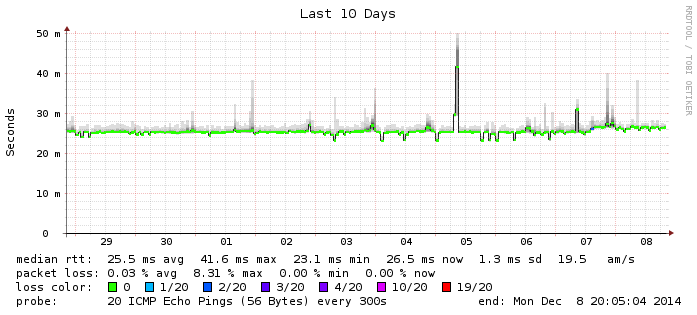 Last 10 Days
RRDTOOL / TOBI OETIKER
Seconds
50 m
40 m
30 m
20 m
10 m
0
29 30 01 02 03 04 05 06 07 08
median rtt: 25.5 ms avg 41.6 ms max 23.1 ms min 26.5 ms now 1.3 ms sd 19.5 am/s
packet loss: 0.03 % avg 8.31 % max 0.00 % min 0.00 % now
loss color: 0 1/20 2/20 3/20 4/20 10/20 19/20
probe: 20 ICMP Echo Pings (56 Bytes) every 300s end: Mon Dec 8 20:05:04 2014